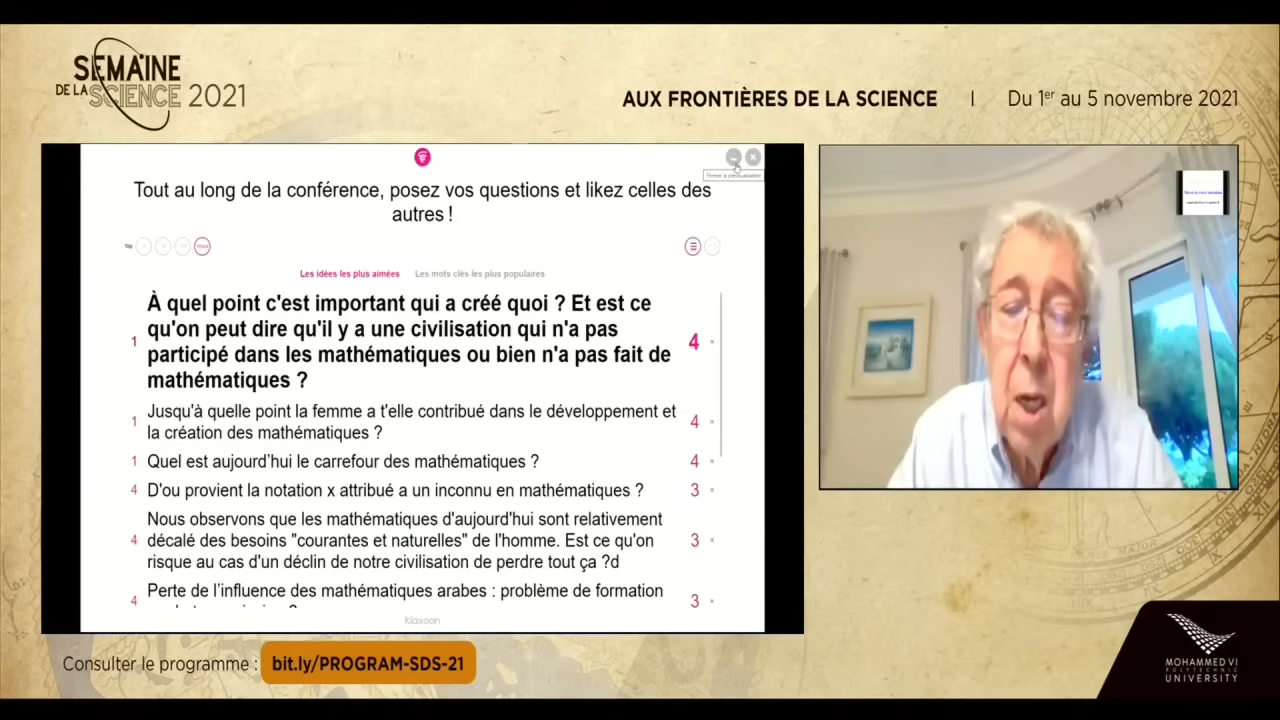 SEMAINE
DE LA SCIENCE 2021
AUX FRONTIÈRES DE LA SCIENCE | Du 1er au 5 novembre 2021
Fermer la prévisualisation
Tout au long de la conférence, posez vos questions et likez celles des
autres !
Top
Les idées les plus aimées Les mots clés les plus populaires
1 À quel point c'est important qui a créé quoi ? Et est ce
qu'on peut dire qu'il y a une civilisation qui n'a pas
participé dans les mathématiques ou bien n'a pas fait de
mathématiques ? 4
1 Jusqu'à quelle point la femme a t'elle contribué dans le développement et
la création des mathématiques ? 4
1 Quel est aujourd'hui le carrefour des mathématiques ? 4
4 D'ou provient la notation x attribué a un inconnu en mathématiques ? 3
4 Nous observons que les mathématiques d'aujourd'hui sont relativement
décalé des besoins "courantes et naturelles" de l'homme. Est ce qu'on
risque au cas d'un déclin de notre civilisation de perdre tout ça ?d 3
4 Perte de l'influence des mathématiques arabes : problème de formation 3
klaxoon
Consulter le programme : bit.ly/PROGRAM-SDS-21
MOHAMMED VI
POLYTECHNIC
UNIVERSITY